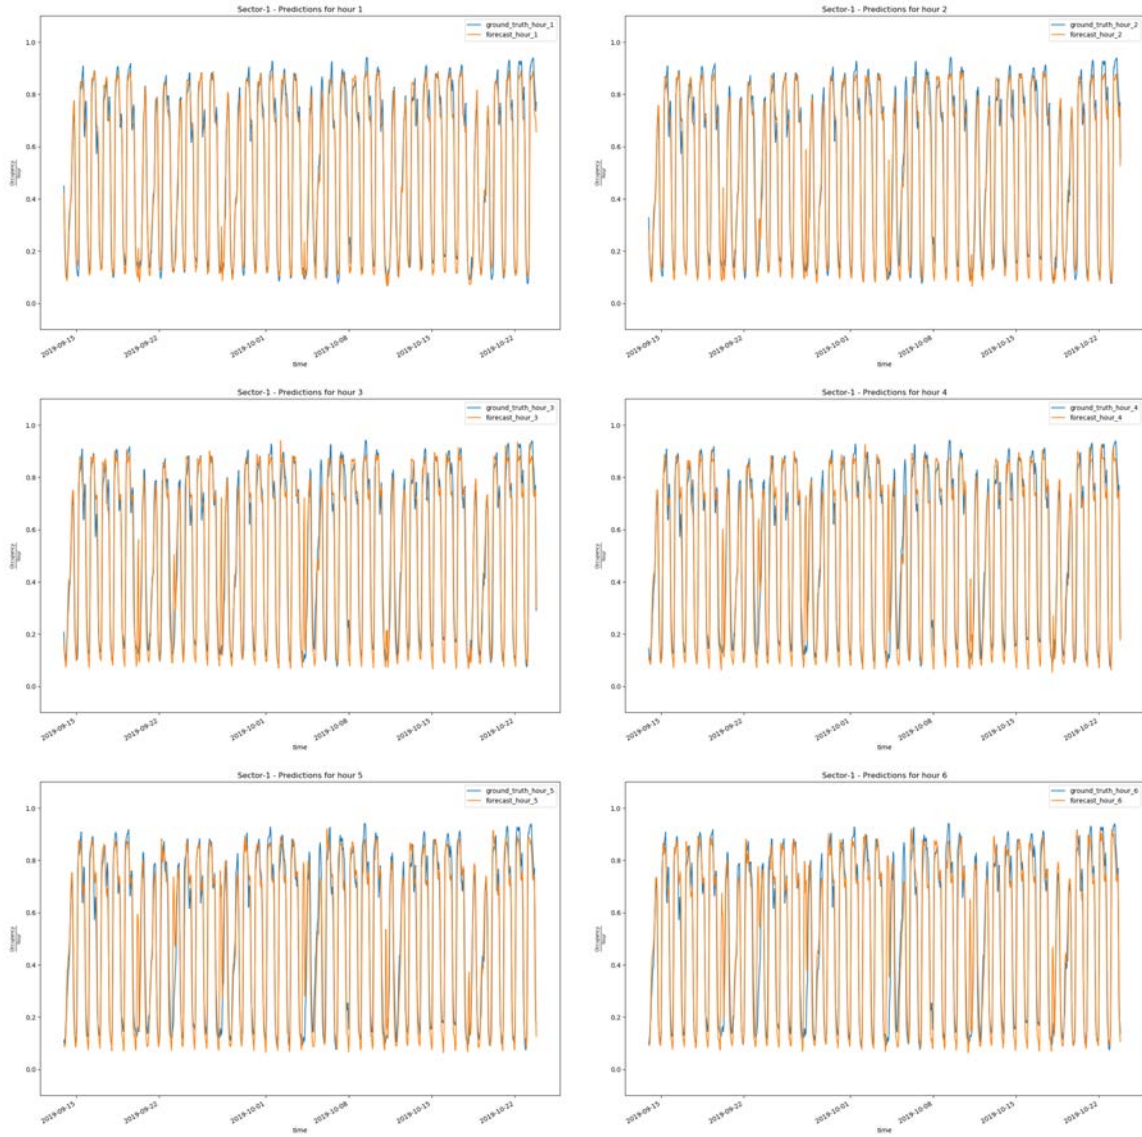 Sector-1 - Predictions for hour 1
ground_truth_hour_1
forecast_hour_1
1.0
0.8
0.6
0.4
0.2
0.0
Occupancy
hour
2019-09-15
2019-09-22
2019-10-01
2019-10-08
2019-10-15
2019-10-22
time
Sector-1 - Predictions for hour 2
ground_truth_hour_2
forecast_hour_2
1.0
0.8
0.6
0.4
0.2
0.0
Occupancy
hour
2019-09-15
2019-09-22
2019-10-01
2019-10-08
2019-10-15
2019-10-22
time
Sector-1 - Predictions for hour 3
ground_truth_hour_3
forecast_hour_3
1.0
0.8
0.6
0.4
0.2
0.0
Occupancy
hour
2019-09-15
2019-09-22
2019-10-01
2019-10-08
2019-10-15
2019-10-22
time
Sector-1 - Predictions for hour 4
ground_truth_hour_4
forecast_hour_4
1.0
0.8
0.6
0.4
0.2
0.0
Occupancy
hour
2019-09-15
2019-09-22
2019-10-01
2019-10-08
2019-10-15
2019-10-22
time
Sector-1 - Predictions for hour 5
ground_truth_hour_5
forecast_hour_5
1.0
0.8
0.6
0.4
0.2
0.0
Occupancy
hour
2019-09-15
2019-09-22
2019-10-01
2019-10-08
2019-10-15
2019-10-22
time
Sector-1 - Predictions for hour 6
ground_truth_hour_6
forecast_hour_6
1.0
0.8
0.6
0.4
0.2
0.0
Occupancy
hour
2019-09-15
2019-09-22
2019-10-01
2019-10-08
2019-10-15
2019-10-22
time